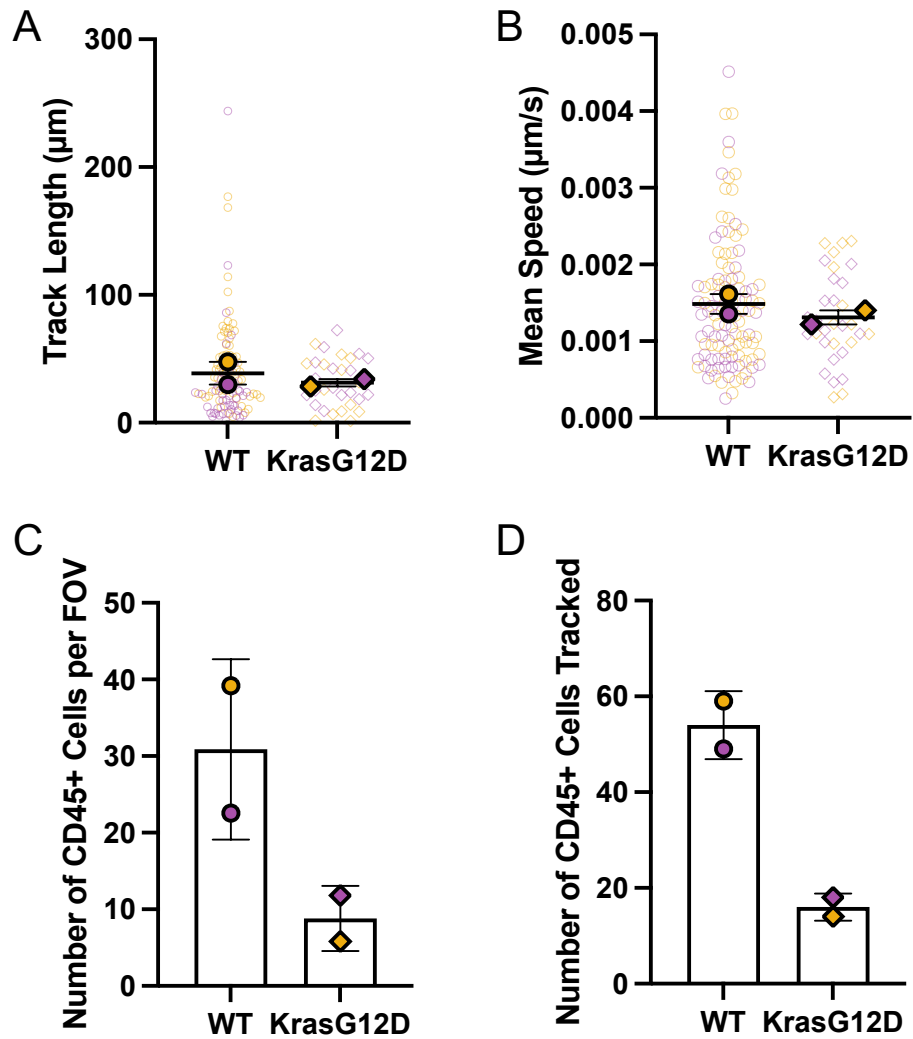 A
Track Length (µm)
300
200
100
0
WT
KrasG12D
B
Mean Speed (µm/s)
0.005
0.004
0.003
0.002
0.001
0.000
WT
KrasG12D
C
Number of CD45+ Cells per FOV
50
40
30
20
10
0
WT
KrasG12D
D
Number of CD45+ Cells Tracked
80
60
40
20
0
WT
KrasG12D